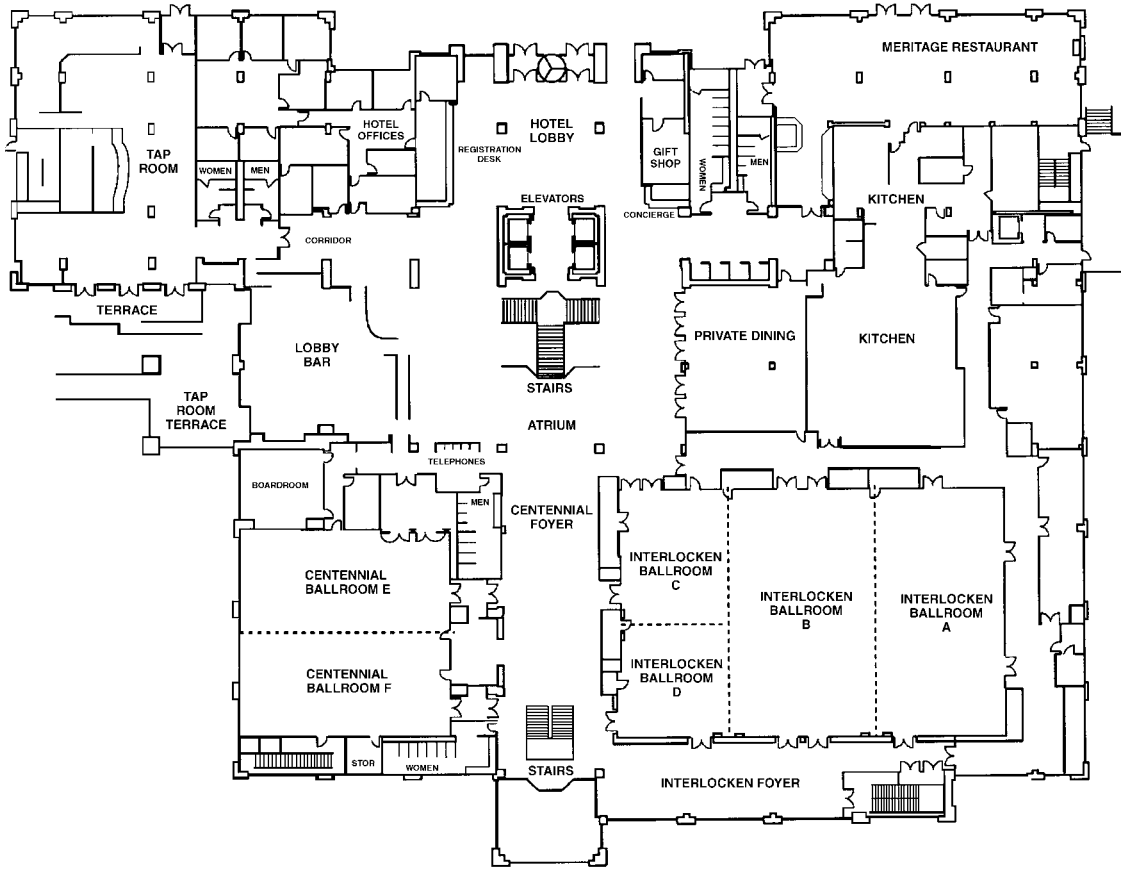 MERITAGE RESTAURANT
HOTEL
OFFICES
HOTEL
LOBBY
REGISTRATION
DESK
TAP
ROOM
WOMEN
MEN
GIFT
SHOP
WOMEN
MEN
KITCHEN
ELEVATORS
CONCIERGE
CORRIDOR
TERRACE
LOBBY
BAR
PRIVATE DINING
KITCHEN
STAIRS
TAP
ROOM
TERRACE
ATRIUM
TELEPHONES
BOARDROOM
MEN
CENTENNIAL
FOYER
CENTENNIAL
BALLROOM E
INTERLOCKEN
BALLROOM
C
INTERLOCKEN
BALLROOM
B
INTERLOCKEN
BALLROOM
A
CENTENNIAL
BALLROOM F
INTERLOCKEN
BALLROOM
D
STOR
WOMEN
STAIRS
INTERLOCKEN FOYER